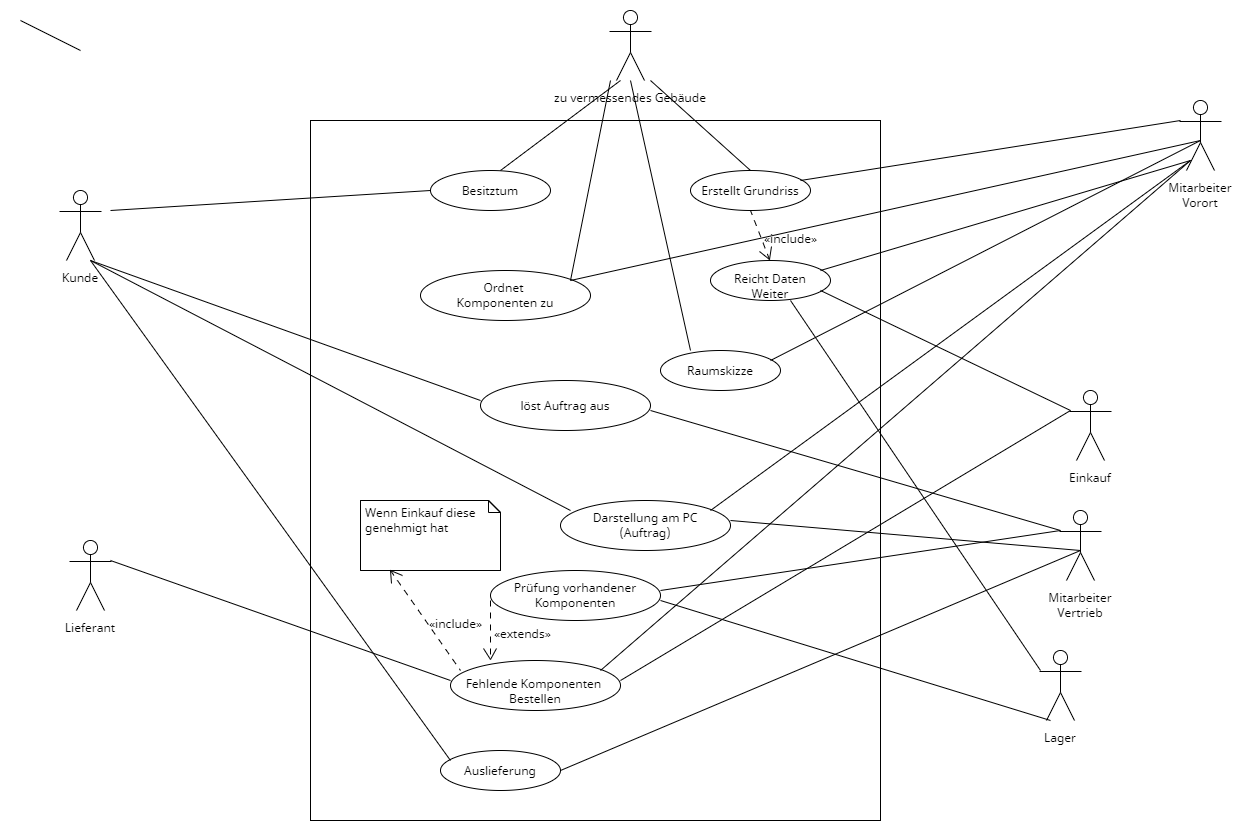 zu vermessendes Gebäude
Besitztum
Erstellt Grundriss
Mitarbeiter
Vorort
«include»
Kunde
Reicht Daten
Weiter
Ordnet
Komponenten zu
Raumskizze
löst Auftrag aus
Einkauf
Wenn Einkauf diese
genehmigt hat
Darstellung am PC
(Auftrag)
Prüfung vorhandener
Komponenten
Mitarbeiter
Vertrieb
Lieferant
«include»
«extends»
Fehlende Komponenten
Bestellen
Lager
Auslieferung